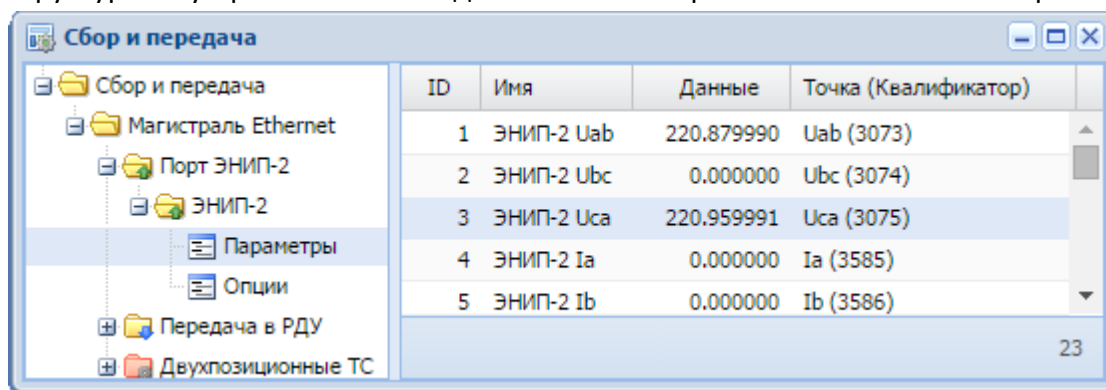 Сбор и передача
Сбор и передача
Магистраль Ethernet
Порт ЭНИП-2
ЭНИП-2
Параметры
Опции
Передача в РДУ
Двухпозиционные ТС
ID Имя Данные Точка (Квалификатор)
1 ЭНИП-2 Uab 220.879990 Uab (3073)
2 ЭНИП-2 Ubc 0.000000 Ubc (3074)
3 ЭНИП-2 Uca 220.959991 Uca (3075)
4 ЭНИП-2 Ia 0.000000 Ia (3585)
5 ЭНИП-2 Ib 0.000000 Ib (3586)
23